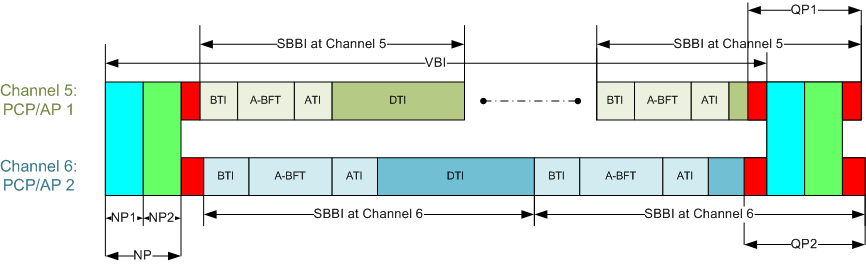 QP1
SBBI at Channel 5
SBBI at Channel 5
VBI
Channel 5:
PCP/AP 1
BTI A-BFT ATI DTI BTI A-BFT ATI
Channel 6:
PCP/AP 2
BTI A-BFT ATI DTI BTI A-BFT ATI
NP1 NP2 SBBI at Channel 6 SBBI at Channel 6
NP QP2